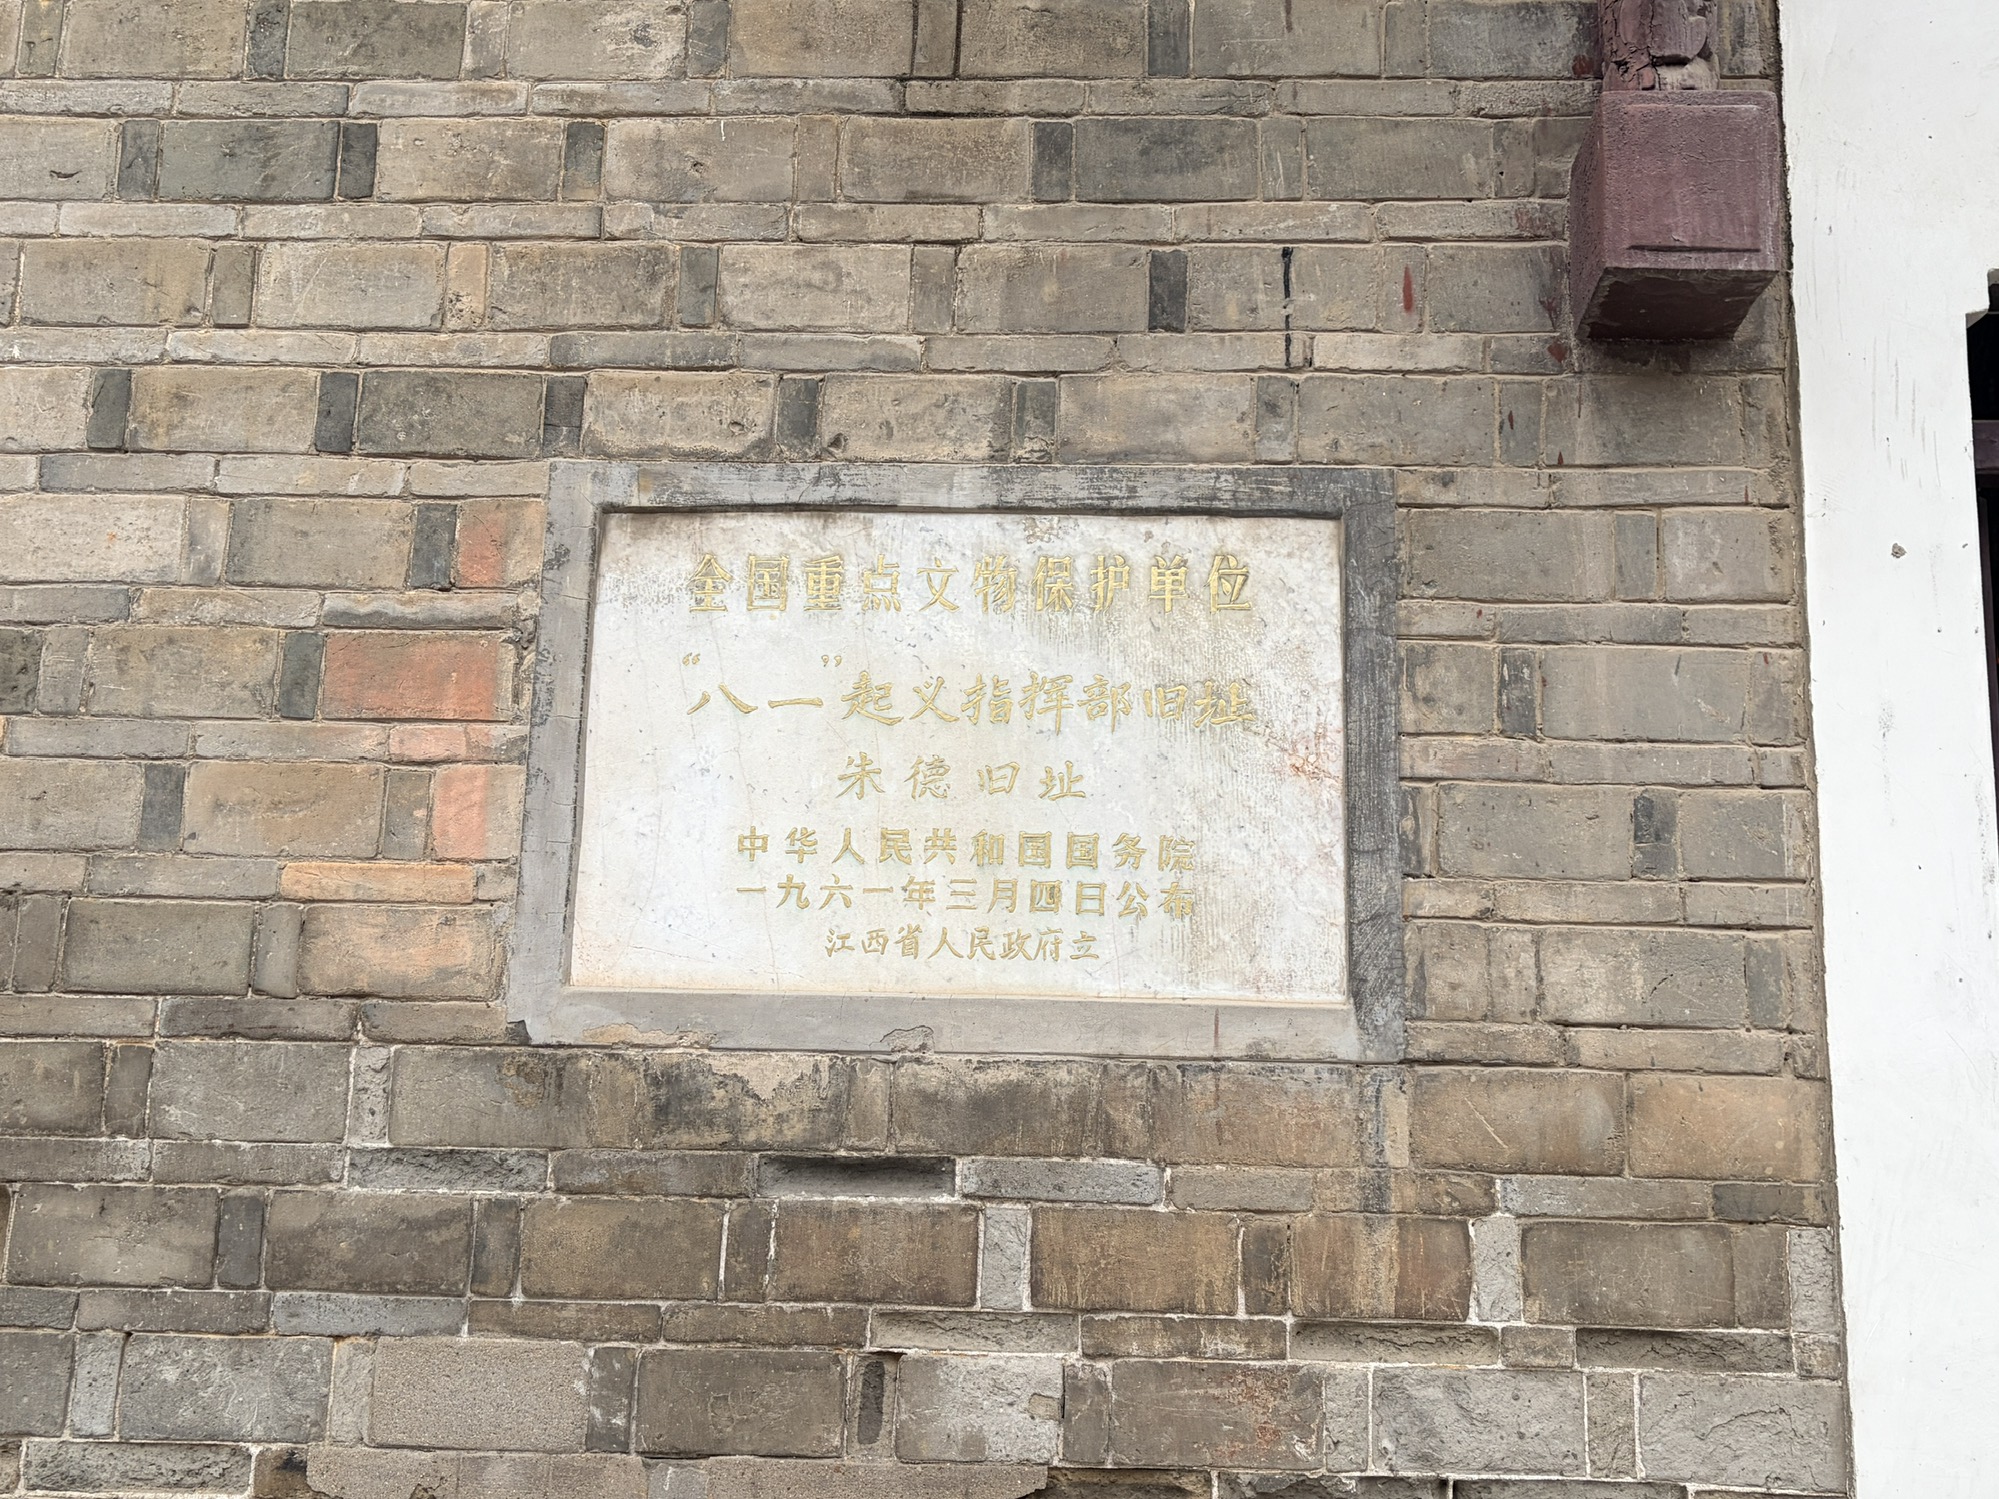 全国重点文物保护单位
“八一”起义指挥部旧址
朱德旧址
中华人民共和国国务院
一九六一年三月四日公布
江西省人民政府立